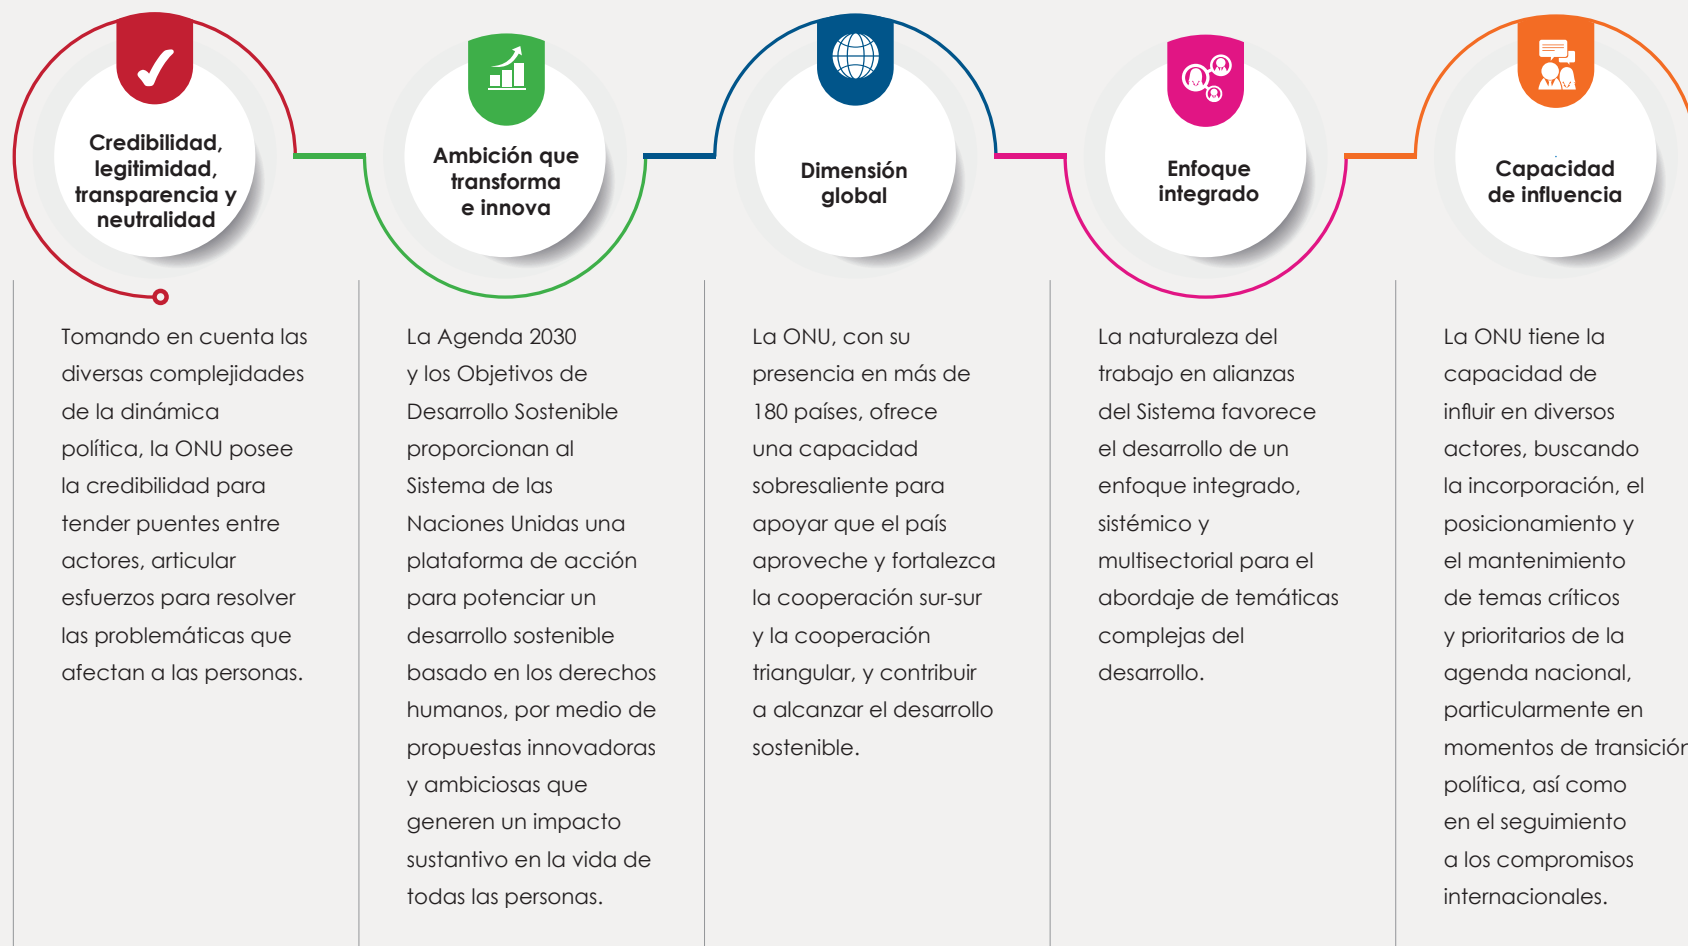 Credibilidad,
legitimidad,
transparencia y
neutralidad
Tomando en cuenta las
diversas complejidades
de la dinámica
política, la ONU posee
la credibilidad para
tender puentes entre
actores, articular
esfuerzos para resolver
las problemáticas que
afectan a las personas.
Ambición que
transforma
e innova
La Agenda 2030
y los Objetivos de
Desarrollo Sostenible
proporcionan al
Sistema de las
Naciones Unidas una
plataforma de acción
para potenciar un
desarrollo sostenible
basado en los derechos
humanos, por medio de
propuestas innovadoras
y ambiciosas que
generen un impacto
sustantivo en la vida de
todas las personas.
Dimensión
global
La ONU, con su
presencia en más de
180 países, ofrece
una capacidad
sobresaliente para
apoyar que el país
aproveche y fortalezca
la cooperación sur-sur
y la cooperación
triangular, y contribuir
a alcanzar el desarrollo
sostenible.
Enfoque
integrado
La naturaleza del
trabajo en alianzas
del Sistema favorece
el desarrollo de un
enfoque integrado,
sistémico y
multisectorial para el
abordaje de temáticas
complejas del
desarrollo.
Capacidad
de influencia
La ONU tiene la
capacidad de
influir en diversos
actores, buscando
la incorporación, el
posicionamiento y
el mantenimiento
de temas críticos
y prioritarios de la
agenda nacional,
particularmente en
momentos de transición
política, así como
en el seguimiento
a los compromisos
internacionales.